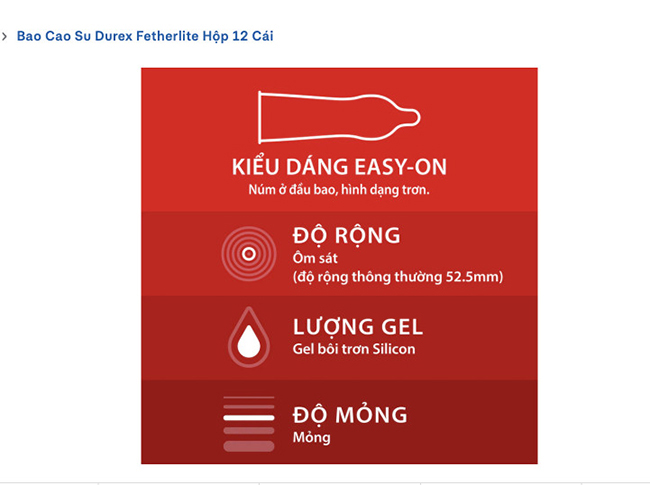 Bao Cao Su Durex Fetherlite Hộp 12 Cái
KIỂU DÁNG EASY-ON
Núm ở đầu bao, hình dạng trơn.
ĐỘ RỘNG
Ôm sát
(độ rộng thông thường 52.5mm)
LƯỢNG GEL
Gel bôi trơn Silicon
ĐỘ MỎNG
Mỏng